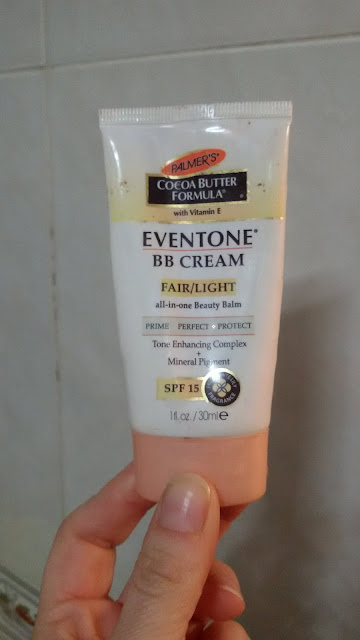 PALMER'S®
COCOA BUTTER
FORMULA®
with Vitamin E
EVENTONE®
BB CREAM
FAIR/LIGHT
all-in-one Beauty Balm
PRIME PERFECT + PROTECT
Tone Enhancing Complex
+
Mineral Pigment
SPF 15
FRAGRANCE
1fl.oz./30ml℮